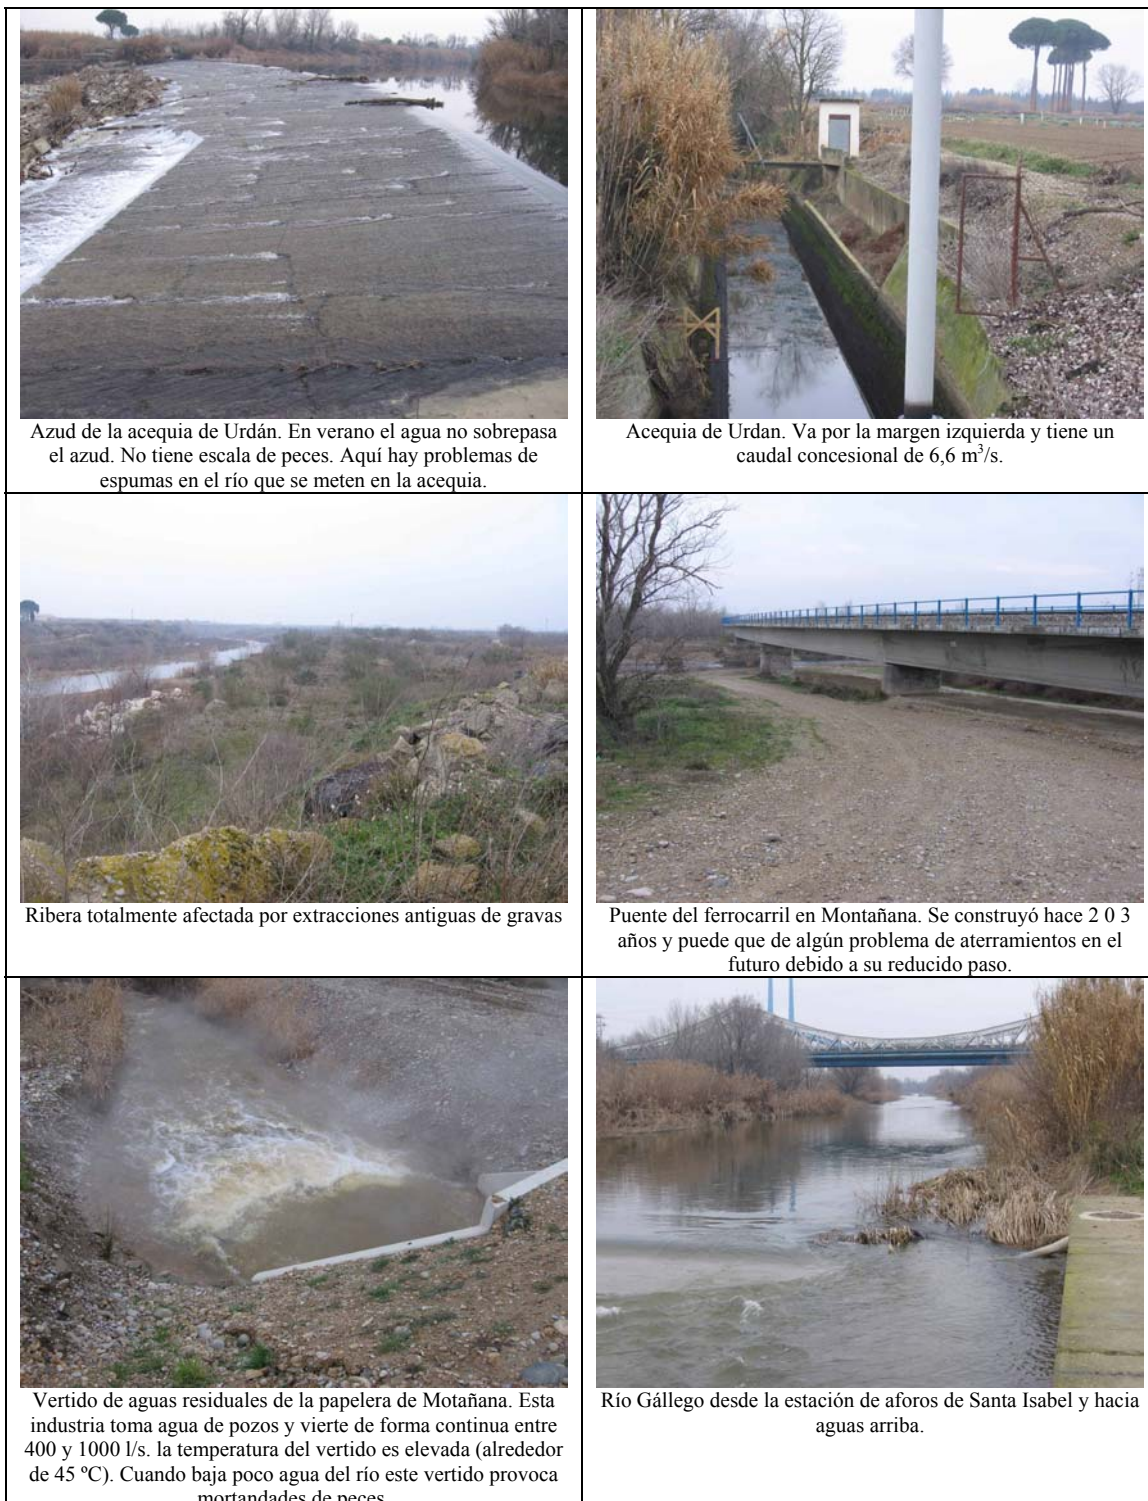 Azud de la acequia de Urdán. En verano el agua no sobrepasa
el azud. No tiene escala de peces. Aquí hay problemas de
espumas en el río que se meten en la acequia.
Acequia de Urdan. Va por la margen izquierda y tiene un
caudal concesional de 6,6 m³/s.
Ribera totalmente afectada por extracciones antiguas de gravas
Puente del ferrocarril en Montañana. Se construyó hace 2 0 3
años y puede que de algún problema de aterramientos en el
futuro debido a su reducido paso.
Vertido de aguas residuales de la papelera de Motañana. Esta
industria toma agua de pozos y vierte de forma continua entre
400 y 1000 l/s. la temperatura del vertido es elevada (alrededor
de 45 ºC). Cuando baja poco agua del río este vertido provoca
mortandades de peces
Río Gállego desde la estación de aforos de Santa Isabel y hacia
aguas arriba.